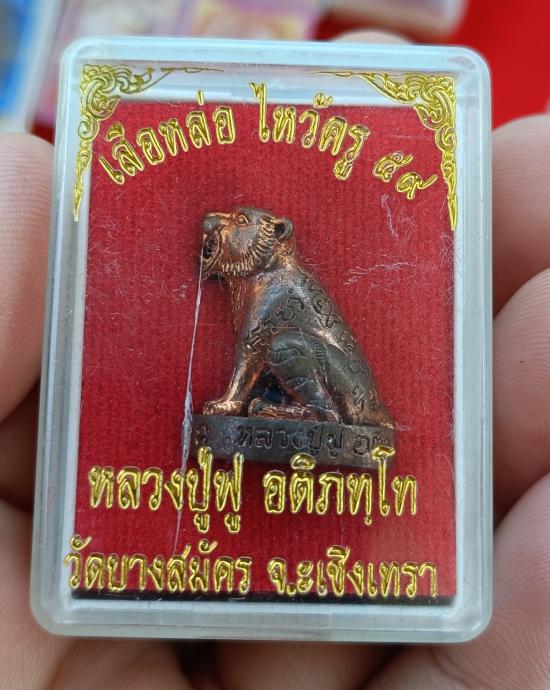 เสือหล่อ ไหว้ครู ๕๙
หลวงปู่ฟู
หลวงปู่ฟู อติภทฺโท
วัดบางสมัคร จ.ฉะเชิงเทรา